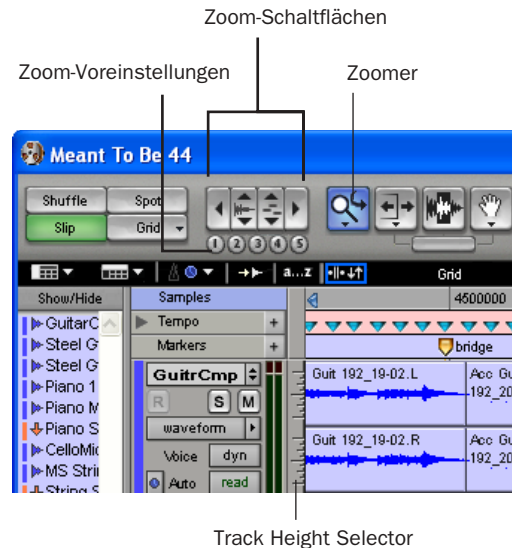 Zoom-Schaltflächen
Zoom-Voreinstellungen
Zoomer
Meant To Be 44
Shuffle
Spot
Slip
Grid
1 2 3 4 5
a...z
Grid
Show/Hide
Samples
4500000
Tempo +
Markers +
bridge
GuitarC
Steel G
Steel G
Piano 1
Piano M
Piano S
CelloMic
MS Strin
String S
GuitrCmp
R S M
waveform
Voice dyn
Auto read
Guit 192_19-02.L
Acc Gu
192_20
Guit 192_19-02.R
Acc Gu
192_20
Track Height Selector